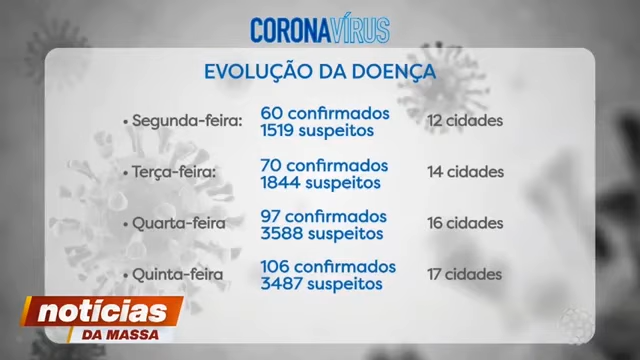 CORONAVÍRUS
EVOLUÇÃO DA DOENÇA
• Segunda-feira: 60 confirmados 1519 suspeitos 12 cidades
• Terça-feira: 70 confirmados 1844 suspeitos 14 cidades
• Quarta-feira 97 confirmados 3588 suspeitos 16 cidades
• Quinta-feira 106 confirmados 3487 suspeitos 17 cidades
notícias
DA MASSA